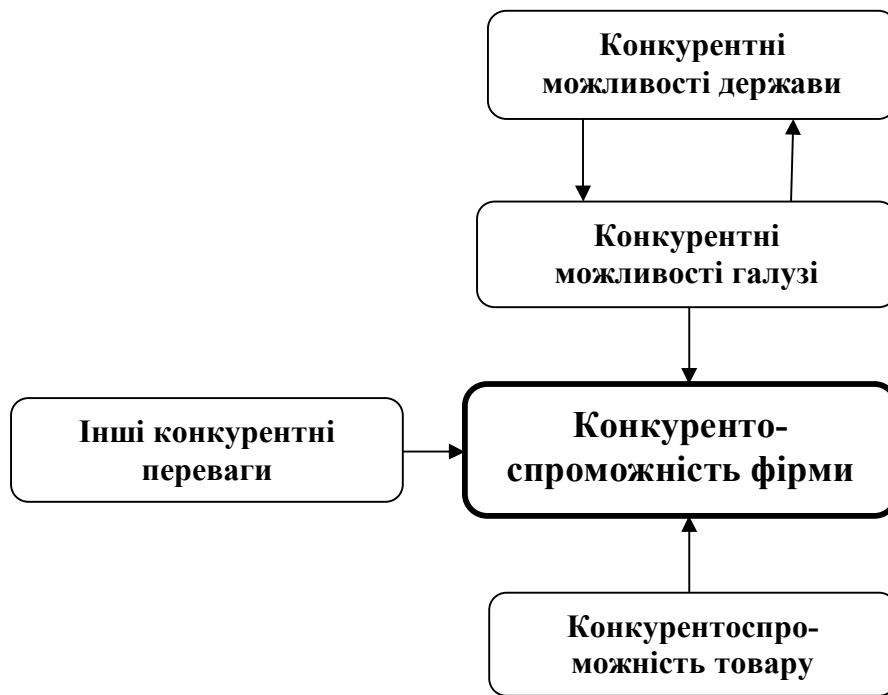 Конкурентні
можливості держави
Конкурентні
можливості галузі
Інші конкурентні
переваги
Конкуренто-
спроможність фірми
Конкурентоспро-
можність товару